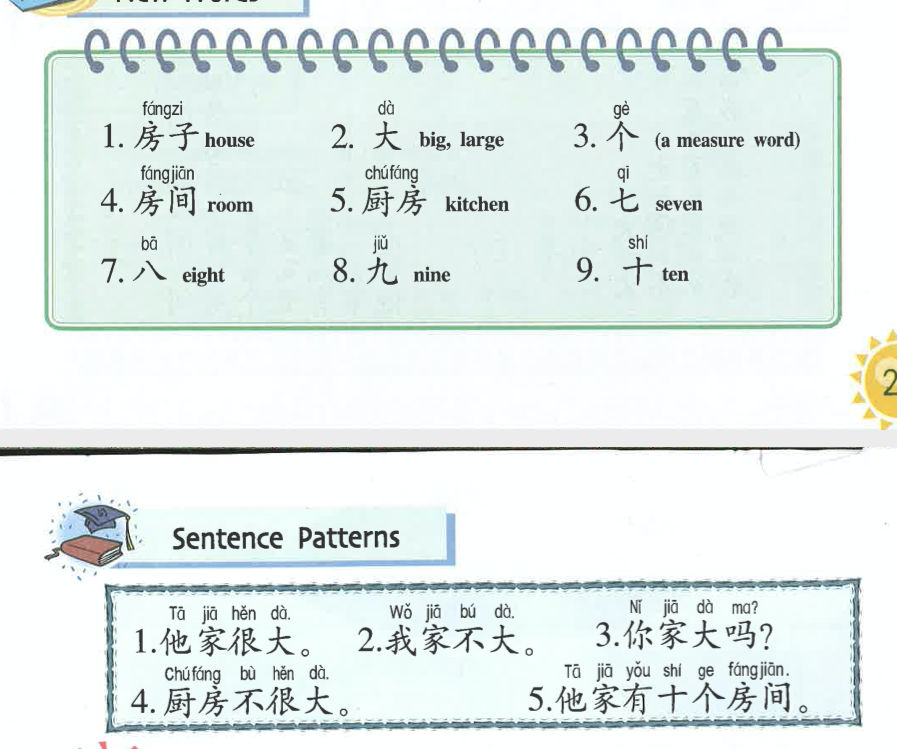 New Words
fángzi dà gè
1. 房子 house 2. 大 big, large 3. 个 (a measure word)
fángjiān chúfáng qī
4. 房间 room 5. 厨房 kitchen 6. 七 seven
bā jiǔ shí
7. 八 eight 8. 九 nine 9. 十 ten
2
Sentence Patterns
Tā jiā hěn dà. Wǒ jiā bú dà. Nǐ jiā dà ma?
1.他家很大。 2.我家不大。 3.你家大吗?
Chúfáng bù hěn dà. Tā jiā yǒu shí ge fángjiān.
4. 厨房不很大。 5.他家有十个房间。